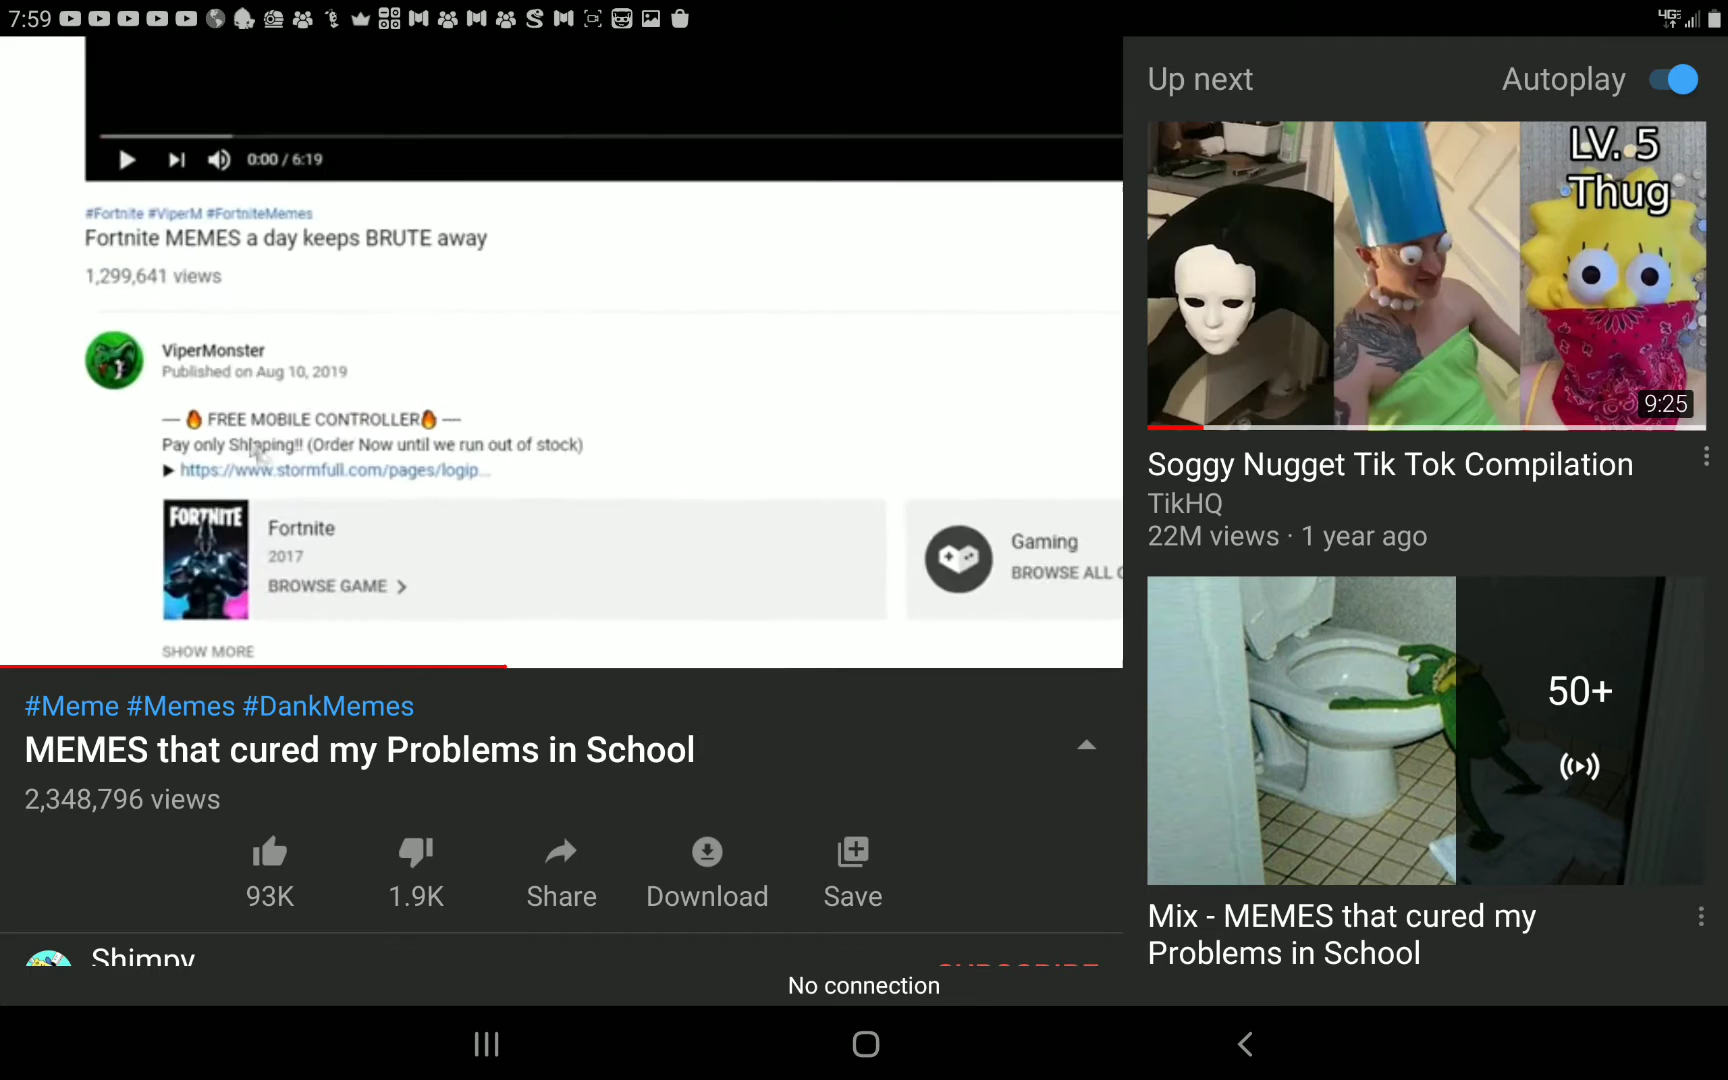 7:59
4GE
0:00 / 6:19
#Fortnite #ViperM #FortniteMemes
Fortnite MEMES a day keeps BRUTE away
1,299,641 views
ViperMonster
Published on Aug 10, 2019
— 🔥 FREE MOBILE CONTROLLER🔥 —
Pay only Shipping!! (Order Now until we run out of stock)
► https://www.stormfull.com/pages/logip...
FORTNITE
Fortnite
2017
BROWSE GAME >
Gaming
BROWSE ALL G
SHOW MORE
#Meme #Memes #DankMemes
MEMES that cured my Problems in School
2,348,796 views
93K
1.9K
Share
Download
Save
Shimpy
SUBSCRIBE
No connection
Up next
Autoplay
LV. 5
Thug
9:25
Soggy Nugget Tik Tok Compilation
TikHQ
22M views · 1 year ago
50+
Mix - MEMES that cured my
Problems in School